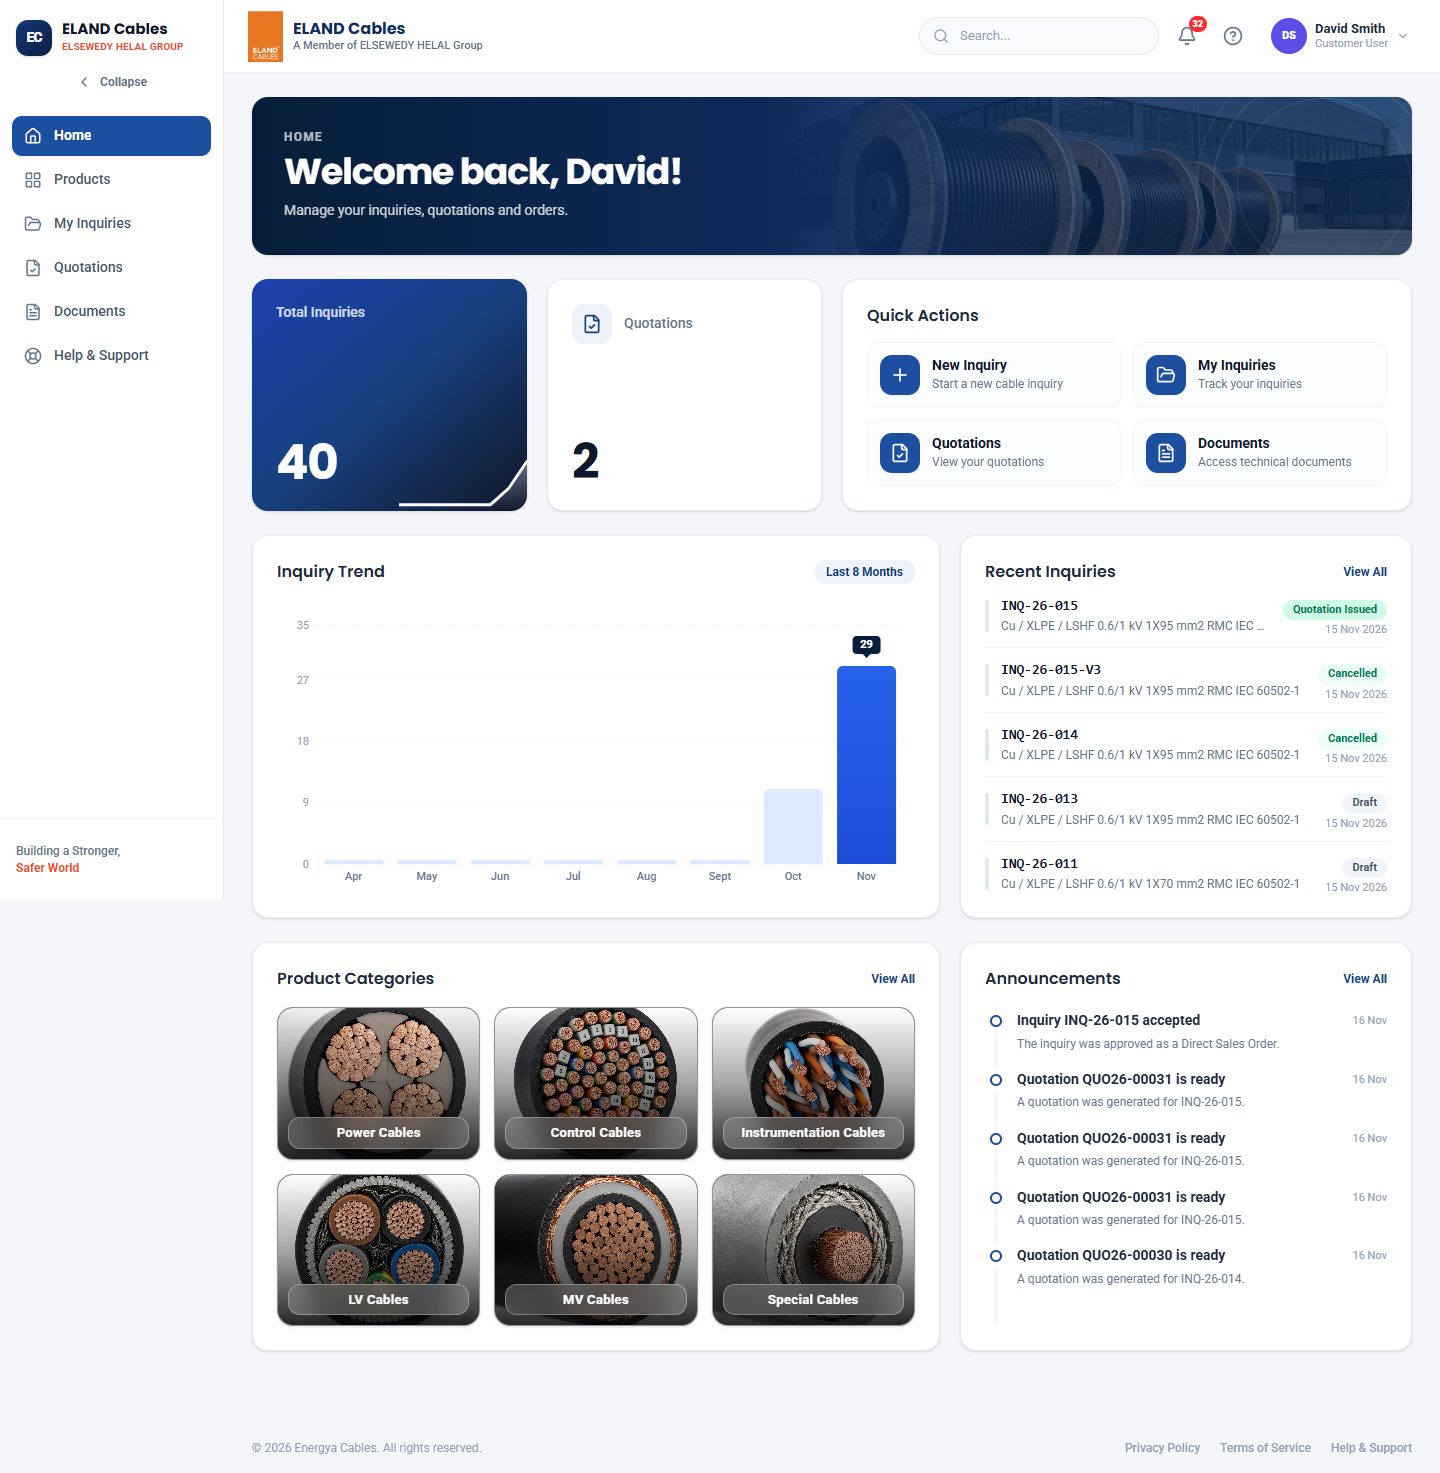 EC
ELAND Cables
ELSEWEDY HELAL GROUP
Collapse
Home
Products
My Inquiries
Quotations
Documents
Help & Support
Building a Stronger,
Safer World
ELAND
CABLES
ELAND Cables
A Member of ELSEWEDY HELAL Group
Search...
32
DS
David Smith
Customer User
HOME
Welcome back, David!
Manage your inquiries, quotations and orders.
Total Inquiries
40
Quotations
2
Quick Actions
New Inquiry
Start a new cable inquiry
My Inquiries
Track your inquiries
Quotations
View your quotations
Documents
Access technical documents
Inquiry Trend
Last 8 Months
35
27
18
9
0
29
Apr May Jun Jul Aug Sept Oct Nov
Recent Inquiries
View All
INQ-26-015
Quotation Issued
Cu / XLPE / LSHF 0.6/1 kV 1X95 mm2 RMC IEC ...
15 Nov 2026
INQ-26-015-V3
Cancelled
Cu / XLPE / LSHF 0.6/1 kV 1X95 mm2 RMC IEC 60502-1
15 Nov 2026
INQ-26-014
Cancelled
Cu / XLPE / LSHF 0.6/1 kV 1X95 mm2 RMC IEC 60502-1
15 Nov 2026
INQ-26-013
Draft
Cu / XLPE / LSHF 0.6/1 kV 1X95 mm2 RMC IEC 60502-1
15 Nov 2026
INQ-26-011
Draft
Cu / XLPE / LSHF 0.6/1 kV 1X70 mm2 RMC IEC 60502-1
15 Nov 2026
Product Categories
View All
Power Cables
Control Cables
Instrumentation Cables
LV Cables
MV Cables
Special Cables
Announcements
View All
Inquiry INQ-26-015 accepted
16 Nov
The inquiry was approved as a Direct Sales Order.
Quotation QUO26-00031 is ready
16 Nov
A quotation was generated for INQ-26-015.
Quotation QUO26-00031 is ready
16 Nov
A quotation was generated for INQ-26-015.
Quotation QUO26-00031 is ready
16 Nov
A quotation was generated for INQ-26-015.
Quotation QUO26-00030 is ready
16 Nov
A quotation was generated for INQ-26-014.
© 2026 Energya Cables. All rights reserved.
Privacy Policy
Terms of Service
Help & Support